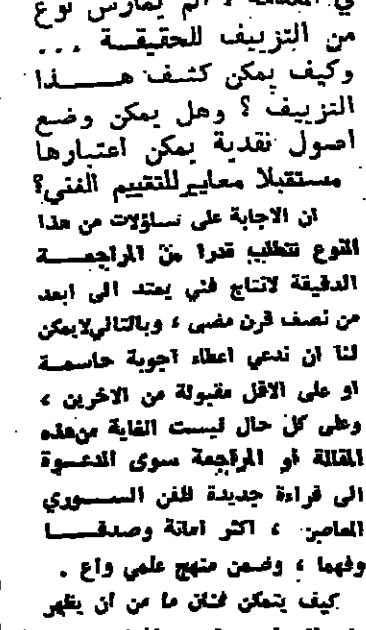 ألم يمارس نوع
من التزييف للحقيقة ...
وكيف يمكن كشف هذا
التزييف ؟ وهل يمكن وضع
اصول نقدية يمكن اعتبارها
مستقبلا معايير للتقييم الفني؟
ان الاجابة على تساؤلات من هذا
النوع تتطلب قدرا من المراجعة
الدقيقة لانتاج فني يمتد الى ابعد
من نصف قرن مضى ، وبالتالي لايمكن
لنا ان ندعي اعطاء اجوبة حاسمة
او على الاقل مقبولة من الاخرين ،
وعلى كل حال ليست الغاية من هذه
المقالة أو المراجعة سوى الدعوة
الى قراءة جديدة للفن السوري
المعاصر ، اكثر امانة وصدقا
وفهما ، وضمن منهج علمي واع .
كيف يتمكن فنان ما من ان يظهر